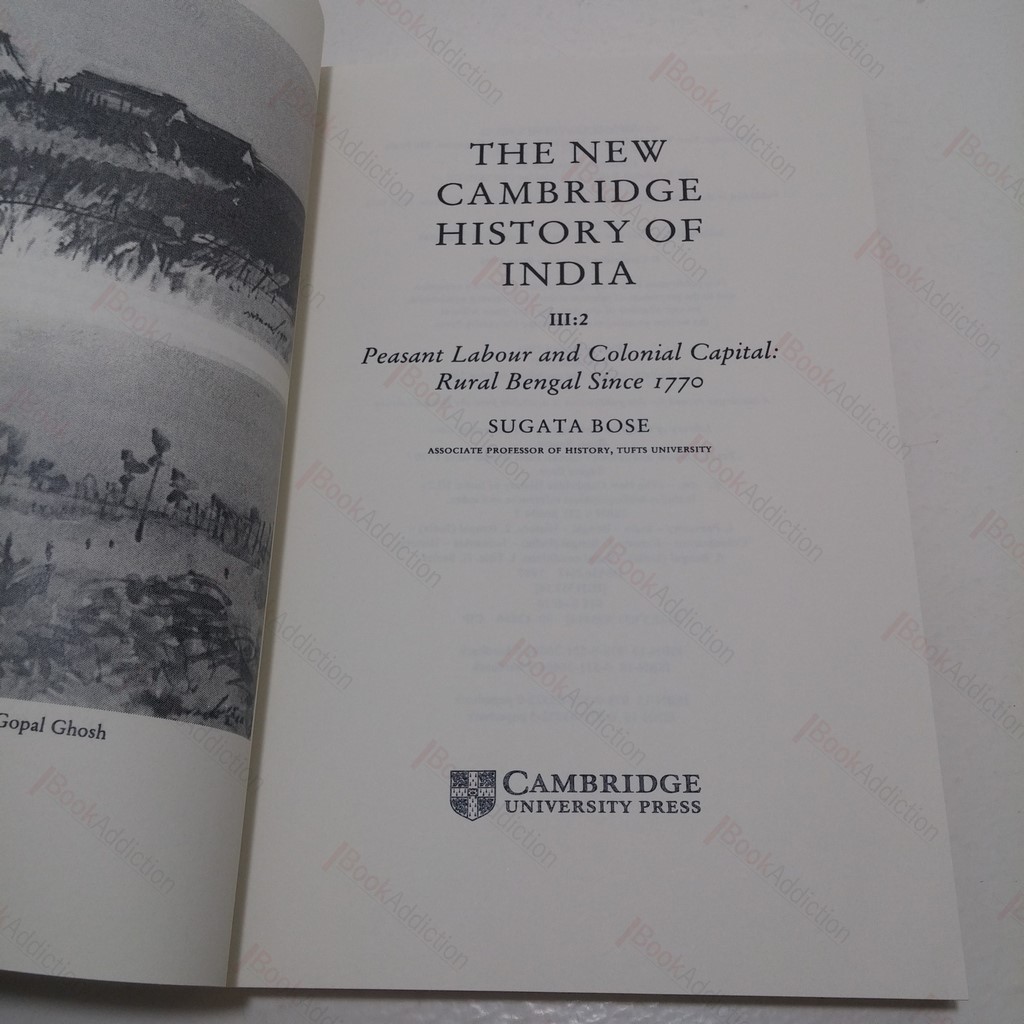 Gopal Ghosh
THE NEW
CAMBRIDGE
HISTORY OF
INDIA
III:2
Peasant Labour and Colonial Capital:
Rural Bengal Since 1770
SUGATA BOSE
ASSOCIATE PROFESSOR OF HISTORY, TUFTS UNIVERSITY
CAMBRIDGE
UNIVERSITY PRESS
BookAddiction